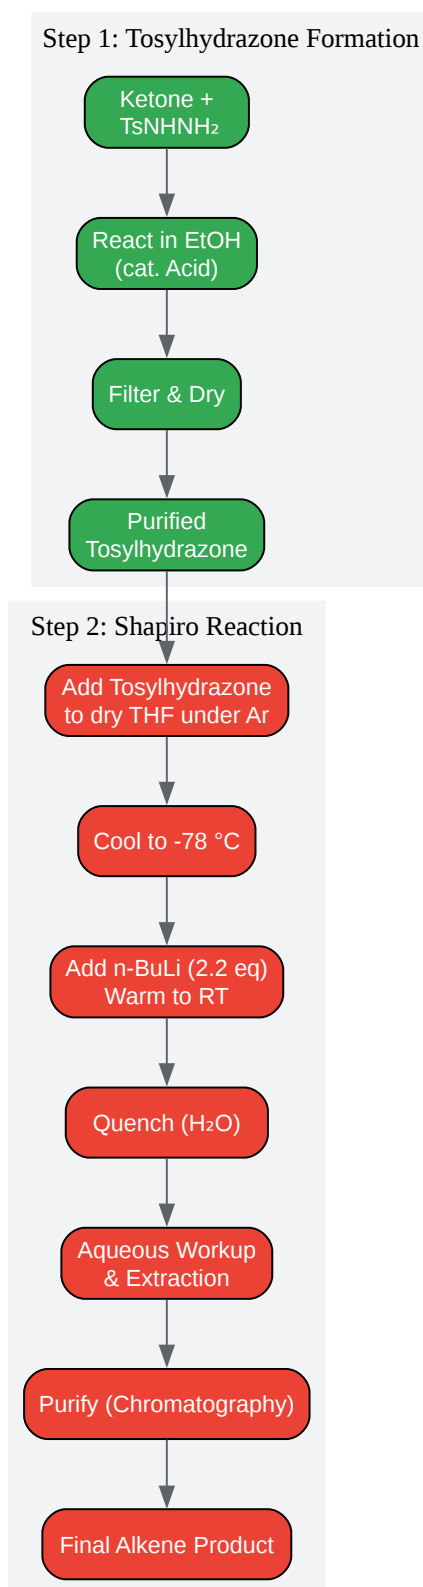 Step 1: Tosylhydrazone Formation
Ketone +
TsNHNH₂
React in EtOH
(cat. Acid)
Filter & Dry
Purified
Tosylhydrazone
Step 2: Shapiro Reaction
Add Tosylhydrazone
to dry THF under Ar
Cool to -78 °C
Add n-BuLi (2.2 eq)
Warm to RT
Quench (H₂O)
Aqueous Workup
& Extraction
Purify (Chromatography)
Final Alkene Product